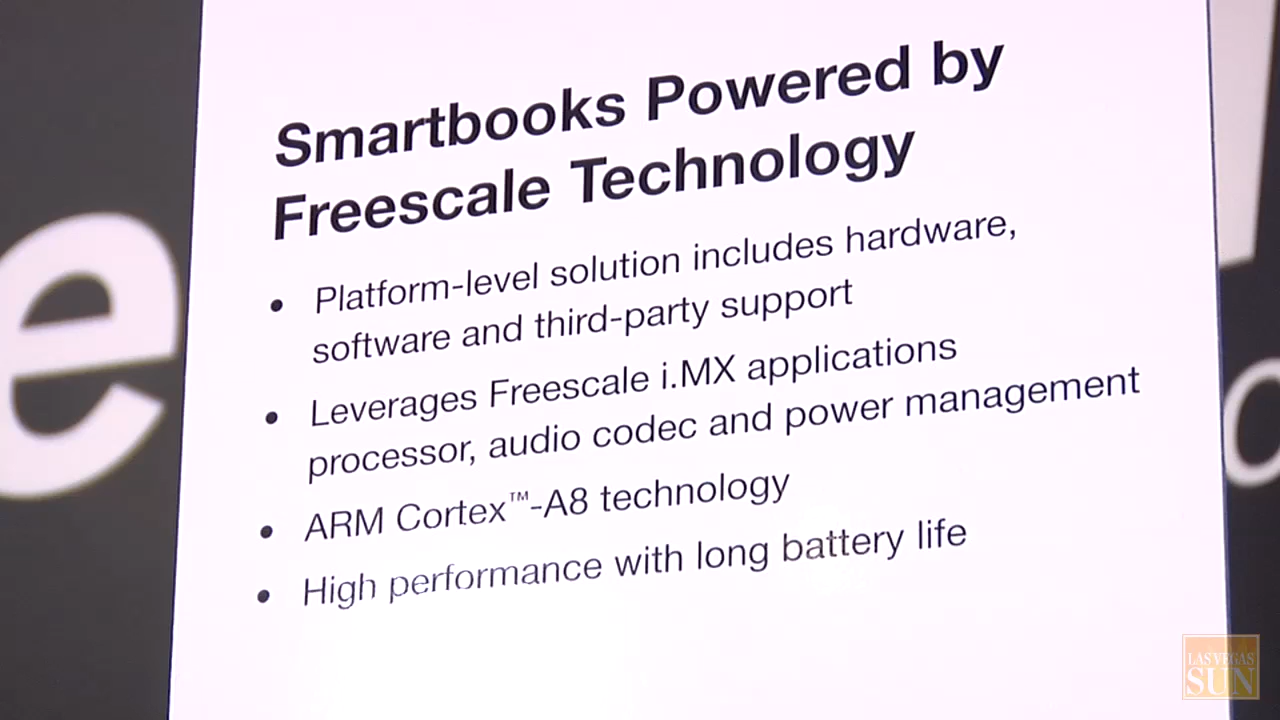 Smartbooks Powered by
Freescale Technology
• Platform-level solution includes hardware,
software and third-party support
• Leverages Freescale i.MX applications
processor, audio codec and power management
• ARM Cortex™-A8 technology
• High performance with long battery life
e
LAS VEGAS
SUN